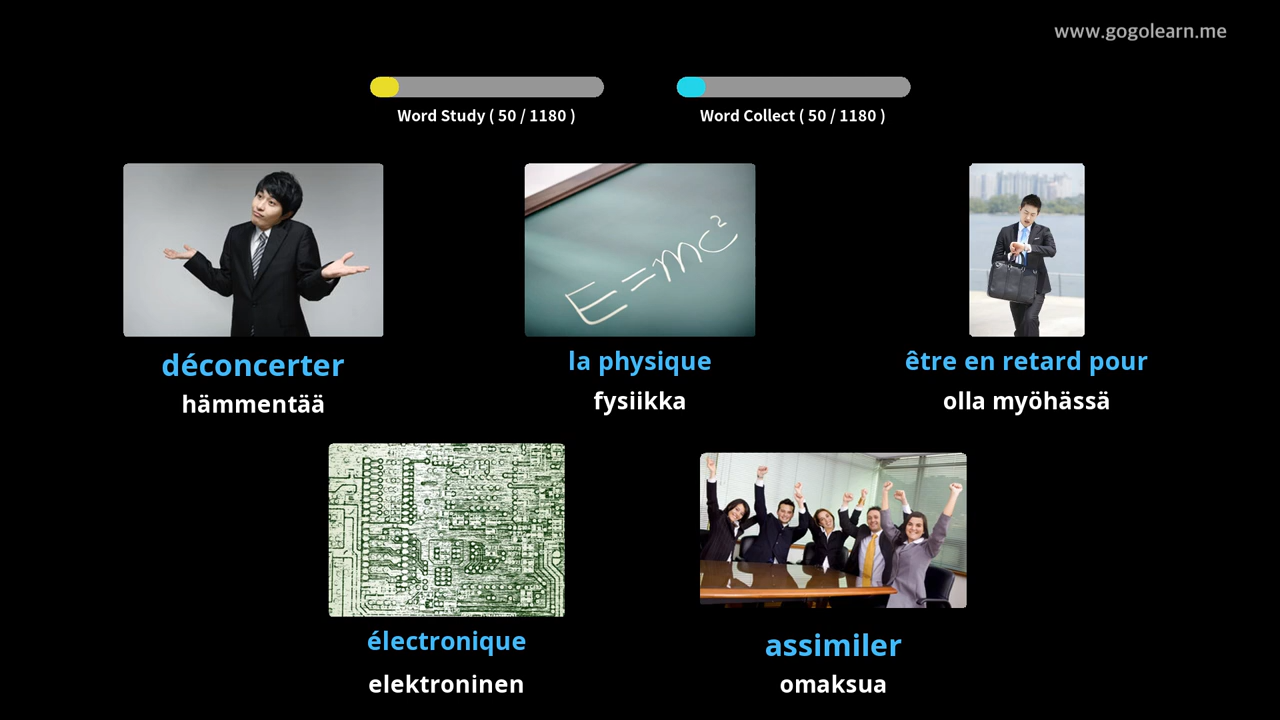 www.gogolearn.me
Word Study ( 50 / 1180 )
Word Collect ( 50 / 1180 )
E=mc²
déconcerter
hämmentää
la physique
fysiikka
être en retard pour
olla myöhässä
électronique
elektroninen
assimiler
omaksua